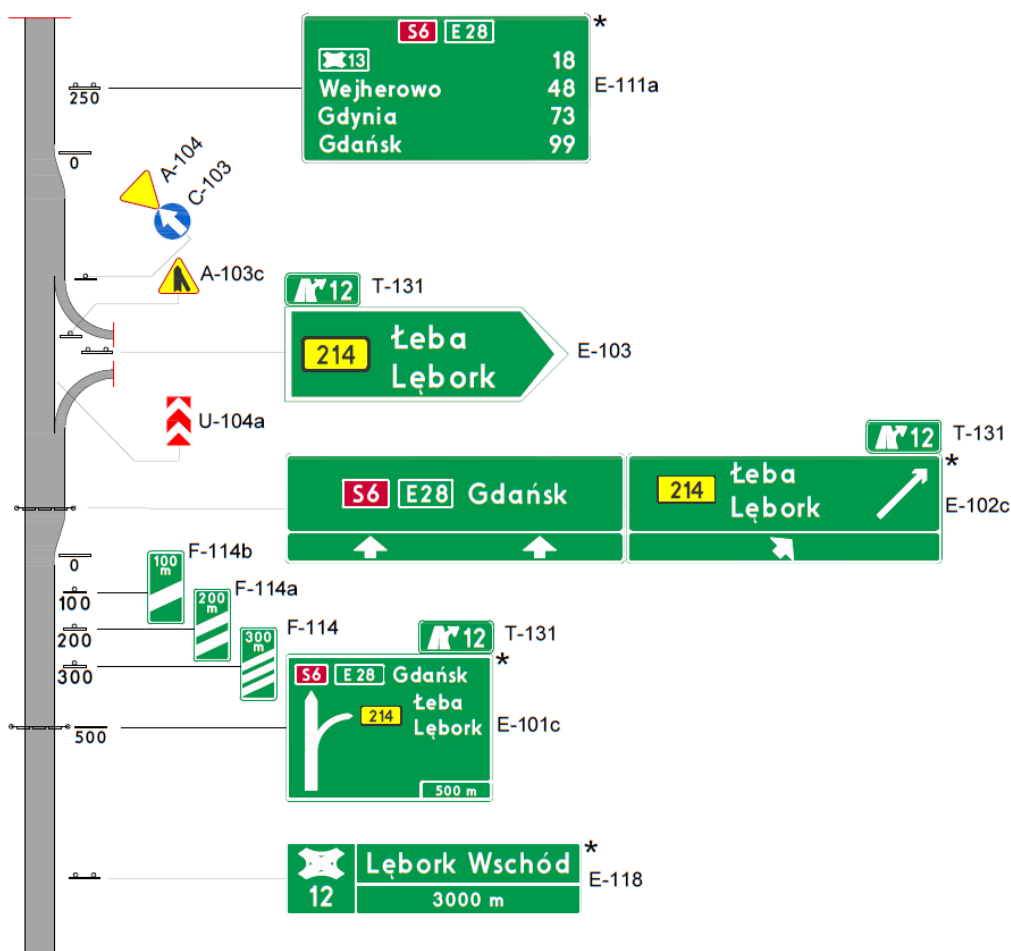 *
S6 E 28
13 18
Wejherowo 48
Gdynia 73
Gdańsk 99
E-111a
250
0
A-104
C-103
A-103c
12
T-131
214
Łeba
Lębork
E-103
U-104a
12
T-131
*
S6 E28 Gdańsk
214
Łeba
Lębork
E-102c
0
100
m
F-114b
100
200
m
F-114a
200
300
m
F-114
300
12
T-131
*
S6 E 28 Gdańsk
214
Łeba
Lębork
500 m
E-101c
500
*
12
Lębork Wschód
3000 m
E-118